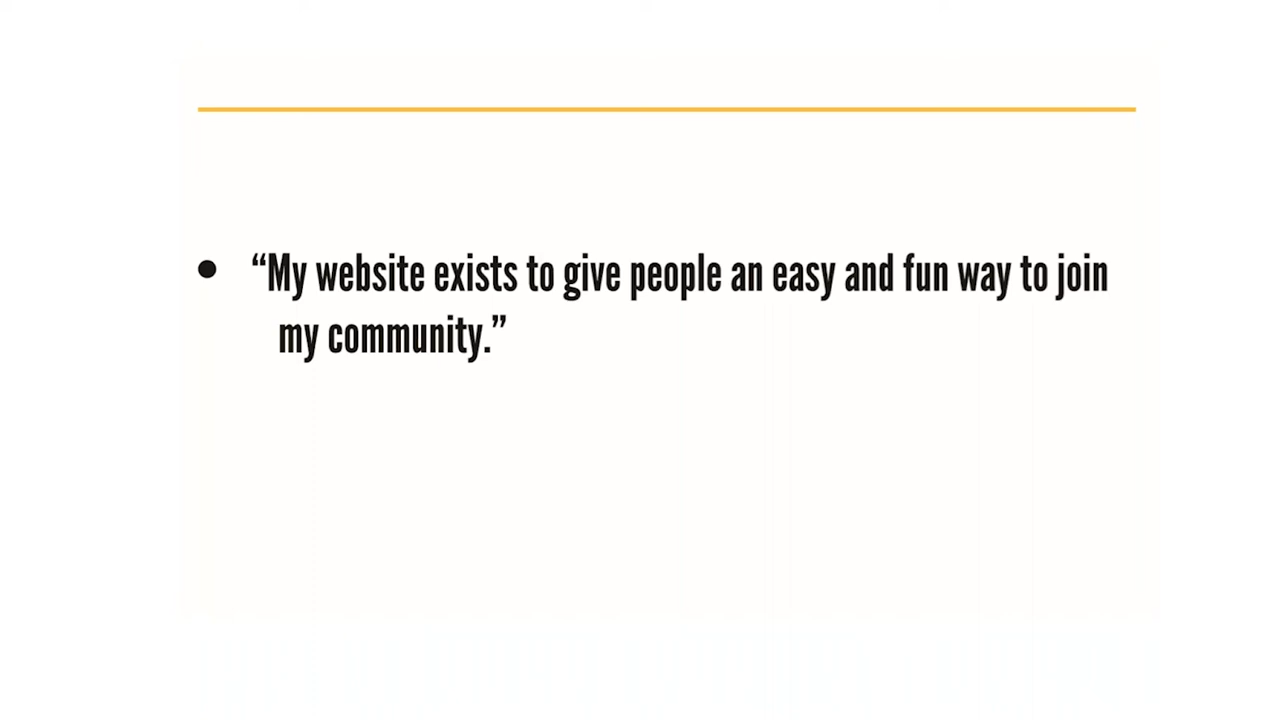 • “My website exists to give people an easy and fun way to join
my community.”